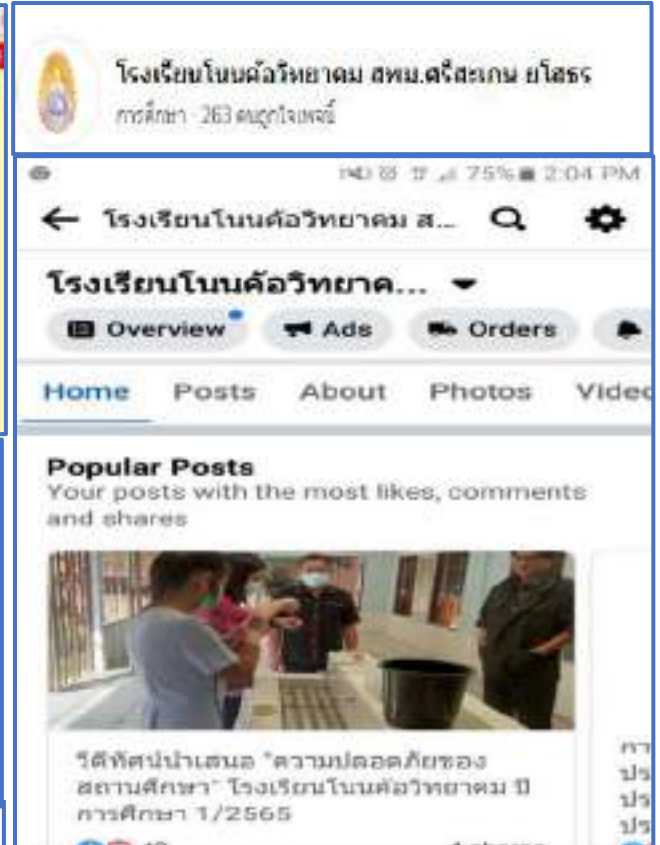 โรงเรียนโนนค้อวิทยาคม สพม.ศรีสะเกษ ยโสธร
การศึกษา · 263 คนถูกใจเพจนี้
75% 2:04 PM
โรงเรียนโนนค้อวิทยาคม ส...
โรงเรียนโนนค้อวิทยาค...
Overview Ads Orders
Home Posts About Photos Video
Popular Posts
Your posts with the most likes, comments
and shares
วีดิทัศน์นำเสนอ "ความปลอดภัยของ
สถานศึกษา" โรงเรียนโนนค้อวิทยาคม ปี
การศึกษา 1/2565
กา
ปร
ปร
ปร